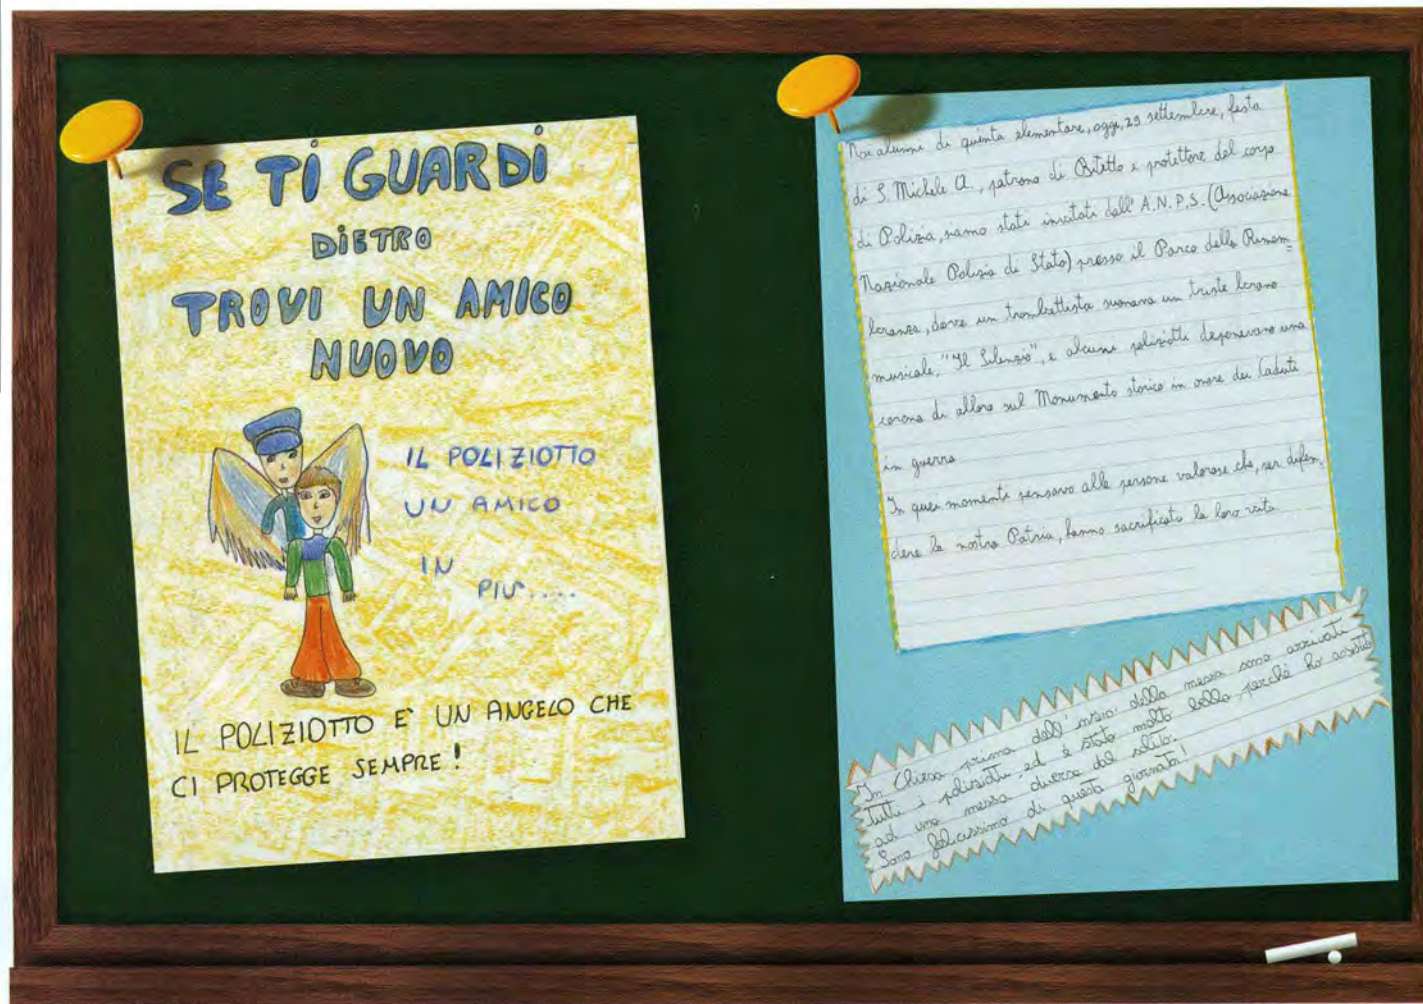 SE TI GUARDI
DIETRO
TROVI UN AMICO
NUOVO
IL POLIZIOTTO
UN AMICO
IN
PIU'....
IL POLIZIOTTO E' UN ANGELO CHE
CI PROTEGGE SEMPRE!
Noi alunni di quinta elementare, oggi, 29 settembre, festa
di S. Michele A., patrono di Bitetto e protettore del corpo
di Polizia, siamo stati invitati dall'A.N.P.S. (Associazione
Nazionale Polizia di Stato) presso il Parco della Rimem=
branza, dove un trombettista suonava un triste brano
musicale, "Il Silenzio", e alcuni poliziotti deponevano una
corona di alloro sul Monumento storico in onore dei Caduti
in guerra
In quei momenti pensavo alle persone valorose che, per difen,
dere la nostra Patria, hanno sacrificato la loro vita.
In Chiesa prima dell'inizio della messa sono arrivati
tutti i poliziotti, ed è stato molto bello, perchè ho assistito
ad una messa diversa dal solito.
Sono felicissimo di questa giornata!